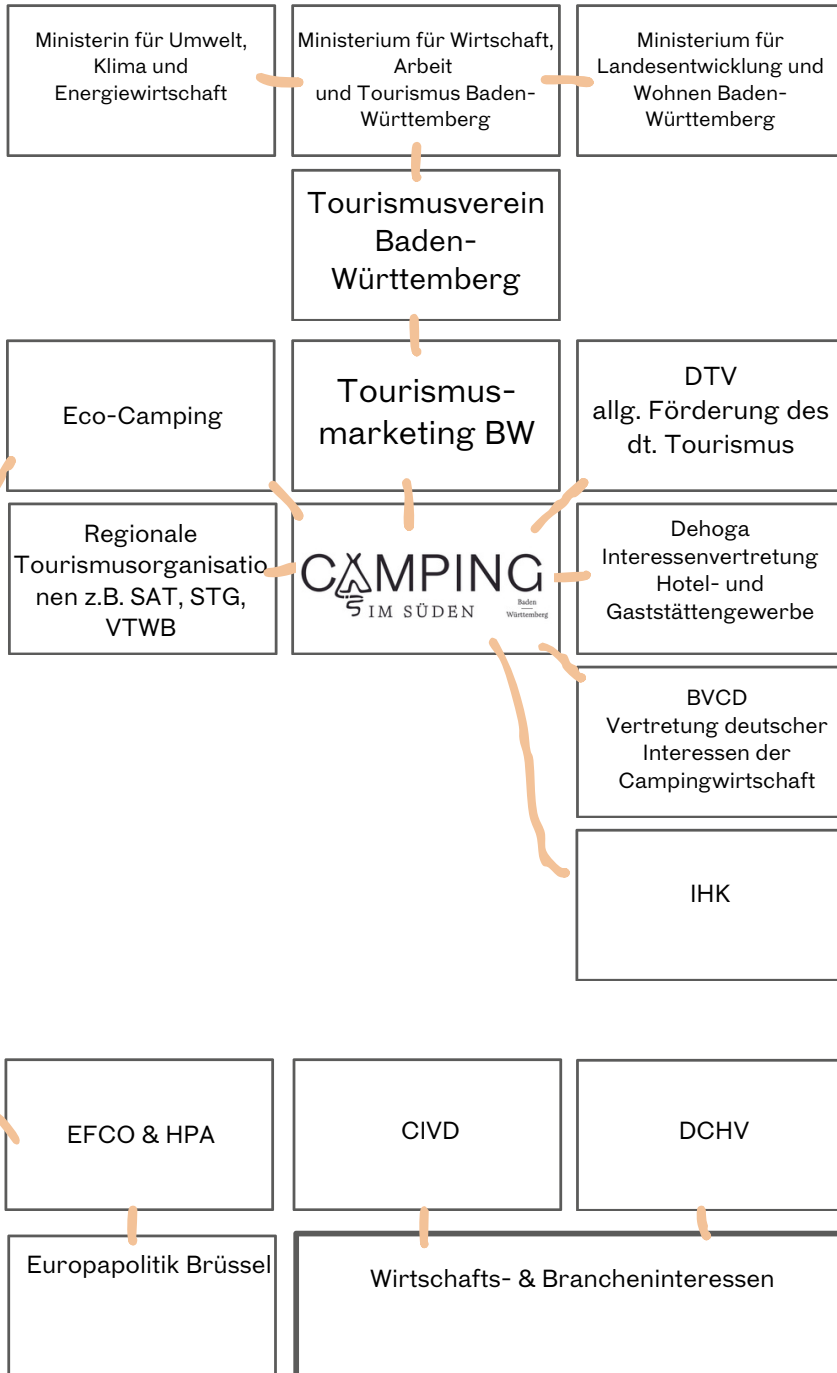 Ministerin für Umwelt,
Klima und
Energiewirtschaft
Ministerium für Wirtschaft,
Arbeit
und Tourismus Baden-
Württemberg
Ministerium für
Landesentwicklung und
Wohnen Baden-
Württemberg
Tourismusverein
Baden-
Württemberg
Eco-Camping
Tourismus-
marketing BW
DTV
allg. Förderung des
dt. Tourismus
Regionale
Tourismusorganisatio
nen z.B. SAT, STG,
VTWB
CAMPING
IM SÜDEN
Baden
Württemberg
Dehoga
Interessenvertretung
Hotel- und
Gaststättengewerbe
BVCD
Vertretung deutscher
Interessen der
Campingwirtschaft
IHK
EFCO & HPA
CIVD
DCHV
Europapolitik Brüssel
Wirtschafts- & Brancheninteressen